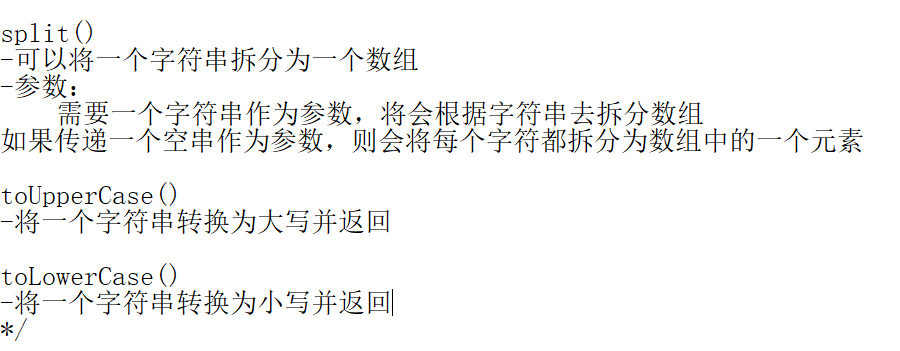 split()
-可以将一个字符串拆分为一个数组
-参数：
需要一个字符串作为参数，将会根据字符串去拆分数组
如果传递一个空串作为参数，则会将每个字符都拆分为数组中的一个元素
toUpperCase()
-将一个字符串转换为大写并返回
toLowerCase()
-将一个字符串转换为小写并返回
*/